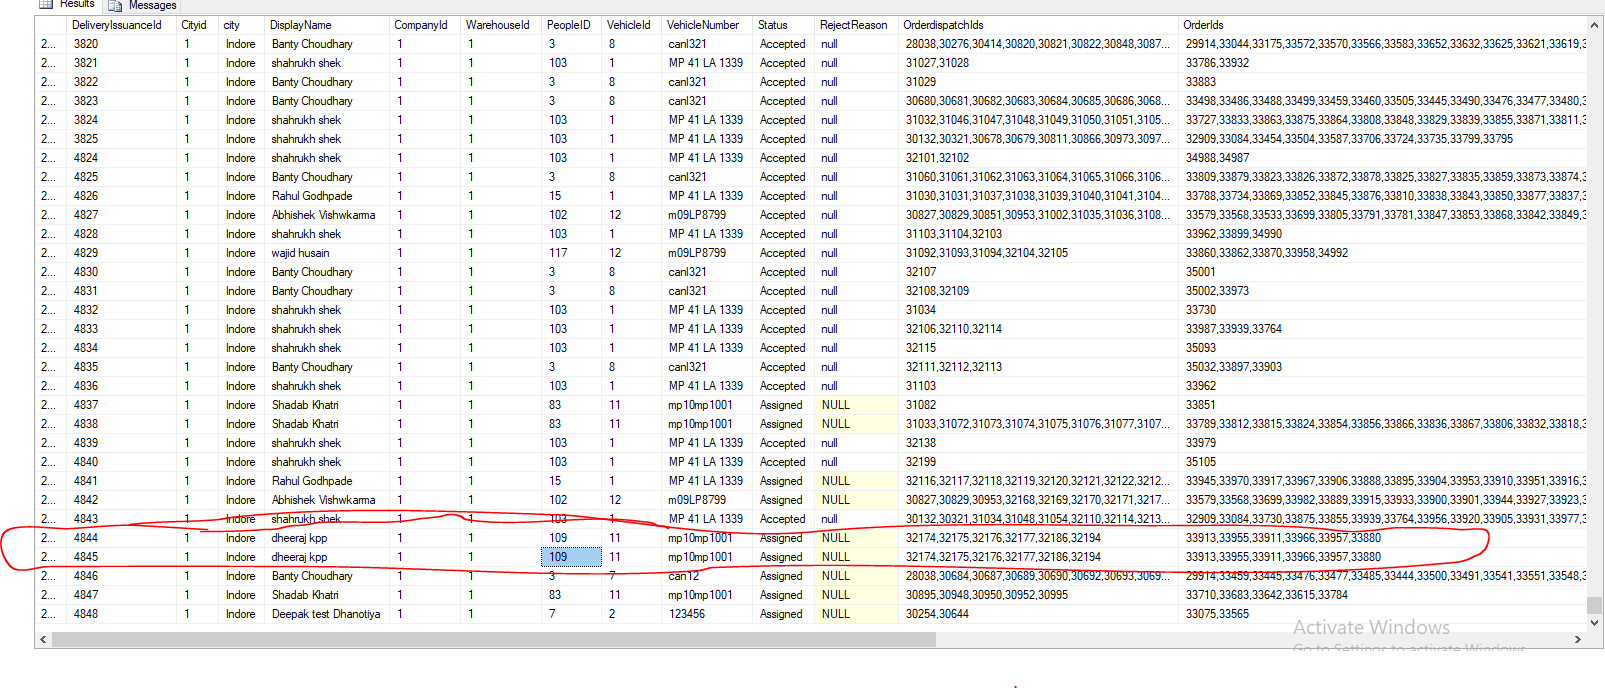 Results Messages
DeliveryIssuanceId Cityid city DisplayName CompanyId WarehouseId PeopleID VehicleId VehicleNumber Status RejectReason OrderdispatchIds OrderIds
2... 3820 1 Indore Banty Choudhary 1 1 3 8 canl321 Accepted null 28038,30276,30414,30820,30821,30822,30848,3087... 29914,33044,33175,33572,33570,33566,33583,33652,33632,33625,33621,33619,3
2... 3821 1 Indore shahrukh shek 1 1 103 1 MP 41 LA 1339 Accepted null 31027,31028 33786,33932
2... 3822 1 Indore Banty Choudhary 1 1 3 8 canl321 Accepted null 31029 33883
2... 3823 1 Indore Banty Choudhary 1 1 3 8 canl321 Accepted null 30680,30681,30682,30683,30684,30685,30686,3068... 33498,33486,33488,33499,33459,33460,33505,33445,33490,33476,33477,33480,3
2... 3824 1 Indore shahrukh shek 1 1 103 1 MP 41 LA 1339 Accepted null 31032,31046,31047,31048,31049,31050,31051,3105... 33727,33833,33863,33875,33864,33808,33848,33829,33839,33855,33871,33811,3
2... 3825 1 Indore shahrukh shek 1 1 103 1 MP 41 LA 1339 Accepted null 30132,30321,30678,30679,30811,30866,30973,3097... 32909,33084,33454,33504,33587,33706,33724,33735,33799,33795
2... 4824 1 Indore shahrukh shek 1 1 103 1 MP 41 LA 1339 Accepted null 32101,32102 34988,34987
2... 4825 1 Indore Banty Choudhary 1 1 3 8 canl321 Accepted null 31060,31061,31062,31063,31064,31065,31066,3106... 33809,33879,33823,33826,33872,33878,33825,33827,33835,33859,33873,33874,3
2... 4826 1 Indore Rahul Godhpade 1 1 15 1 MP 41 LA 1339 Accepted null 31030,31031,31037,31038,31039,31040,31041,3104... 33788,33734,33869,33852,33845,33876,33810,33838,33843,33850,33877,33837,3
2... 4827 1 Indore Abhishek Vishwkarma 1 1 102 12 m09LP8799 Accepted null 30827,30829,30851,30953,31002,31035,31036,3108... 33579,33568,33533,33699,33805,33791,33781,33847,33853,33868,33842,33849,3
2... 4828 1 Indore shahrukh shek 1 1 103 1 MP 41 LA 1339 Accepted null 31103,31104,32103 33962,33899,34990
2... 4829 1 Indore wajid husain 1 1 117 12 m09LP8799 Accepted null 31092,31093,31094,32104,32105 33860,33862,33870,33958,34992
2... 4830 1 Indore Banty Choudhary 1 1 3 8 canl321 Accepted null 32107 35001
2... 4831 1 Indore Banty Choudhary 1 1 3 8 canl321 Accepted null 32108,32109 35002,33973
2... 4832 1 Indore shahrukh shek 1 1 103 1 MP 41 LA 1339 Accepted null 31034 33730
2... 4833 1 Indore shahrukh shek 1 1 103 1 MP 41 LA 1339 Accepted null 32106,32110,32114 33987,33939,33764
2... 4834 1 Indore shahrukh shek 1 1 103 1 MP 41 LA 1339 Accepted null 32115 35093
2... 4835 1 Indore Banty Choudhary 1 1 3 8 canl321 Accepted null 32111,32112,32113 35032,33897,33903
2... 4836 1 Indore shahrukh shek 1 1 103 1 MP 41 LA 1339 Accepted null 31103 33962
2... 4837 1 Indore Shadab Khatri 1 1 83 11 mp10mp1001 Assigned NULL 31082 33851
2... 4838 1 Indore Shadab Khatri 1 1 83 11 mp10mp1001 Assigned NULL 31033,31072,31073,31074,31075,31076,31077,3107... 33789,33812,33815,33824,33854,33856,33866,33836,33867,33806,33832,33818,3
2... 4839 1 Indore shahrukh shek 1 1 103 1 MP 41 LA 1339 Accepted null 32138 33979
2... 4840 1 Indore shahrukh shek 1 1 103 1 MP 41 LA 1339 Accepted null 32199 35105
2... 4841 1 Indore Rahul Godhpade 1 1 15 1 MP 41 LA 1339 Assigned NULL 32116,32117,32118,32119,32120,32121,32122,3212... 33945,33970,33917,33967,33906,33888,33895,33904,33953,33910,33951,33916,3
2... 4842 1 Indore Abhishek Vishwkarma 1 1 102 12 m09LP8799 Assigned NULL 30827,30829,30953,32168,32169,32170,32171,3217... 33579,33568,33699,33982,33889,33915,33933,33900,33901,33944,33927,33923,3
2... 4843 1 Indore shahrukh shek 1 1 103 1 MP 41 LA 1339 Accepted null 30132,30321,31034,31048,31054,32110,32114,3213... 32909,33084,33730,33875,33855,33939,33764,33956,33920,33905,33931,33977,3
2... 4844 1 Indore dheeraj kpp 1 1 109 11 mp10mp1001 Assigned NULL 32174,32175,32176,32177,32186,32194 33913,33955,33911,33966,33957,33880
2... 4845 1 Indore dheeraj kpp 1 1 109 11 mp10mp1001 Assigned NULL 32174,32175,32176,32177,32186,32194 33913,33955,33911,33966,33957,33880
2... 4846 1 Indore Banty Choudhary 1 1 3 7 can12 Assigned NULL 28038,30684,30687,30689,30690,30692,30693,3069... 29914,33459,33445,33476,33477,33485,33444,33500,33491,33541,33551,33548,3
2... 4847 1 Indore Shadab Khatri 1 1 83 11 mp10mp1001 Assigned NULL 30895,30948,30950,30952,30995 33710,33683,33642,33615,33784
2... 4848 1 Indore Deepak test Dhanotiya 1 1 7 2 123456 Assigned NULL 30254,30644 33075,33565
Activate Windows
Go to Settings to activate Windows.